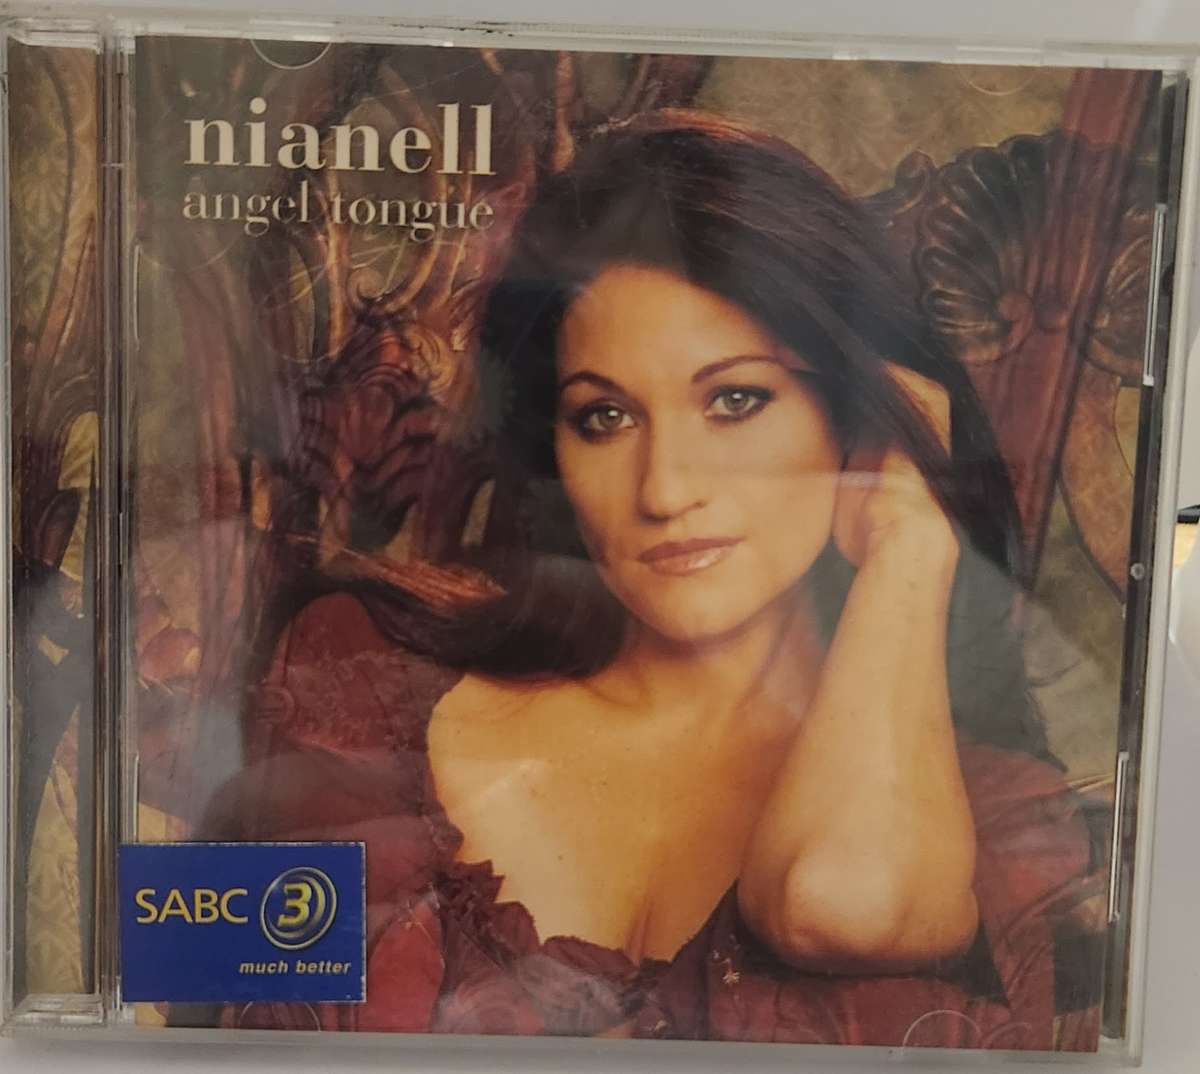 nianell
angel tongue
SABC 3
much better